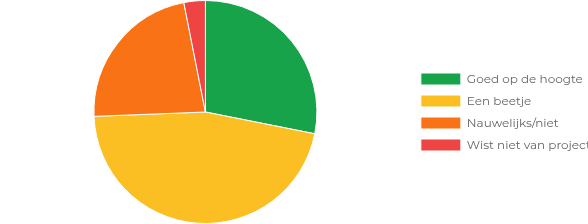 Goed op de hoogte
Een beetje
Nauwelijks/niet
Wist niet van project